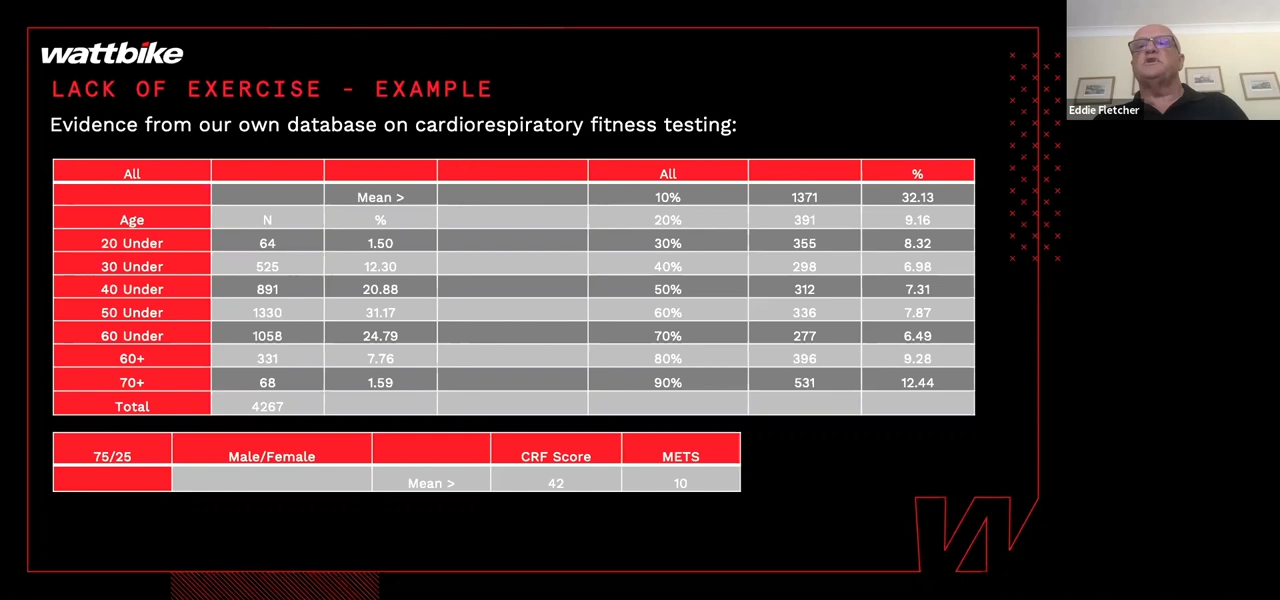 wattbike
LACK OF EXERCISE - EXAMPLE
Evidence from our own database on cardiorespiratory fitness testing:
All All %
Mean > 10% 1371 32.13
Age N % 20% 391 9.16
20 Under 64 1.50 30% 355 8.32
30 Under 525 12.30 40% 298 6.98
40 Under 891 20.88 50% 312 7.31
50 Under 1330 31.17 60% 336 7.87
60 Under 1058 24.79 70% 277 6.49
60+ 331 7.76 80% 396 9.28
70+ 68 1.59 90% 531 12.44
Total 4267
75/25 Male/Female CRF Score METS
Mean > 42 10
Eddie Fletcher